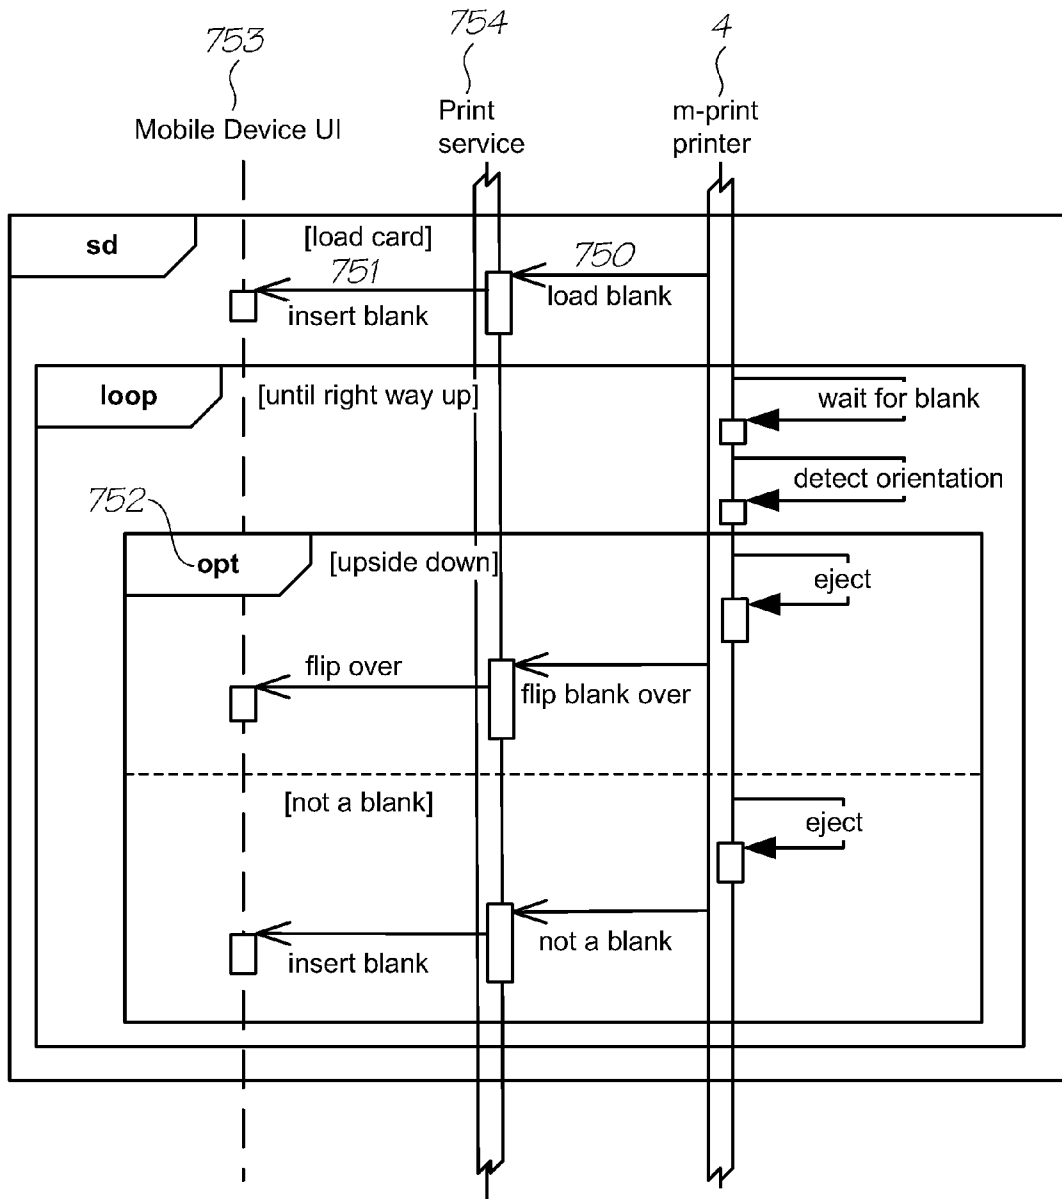 753
754
4
Mobile Device UI
Print
service
m-print
printer
sd
[load card]
751
750
insert blank
load blank
loop
[until right way up]
wait for blank
detect orientation
752
opt
[upside down]
eject
flip over
flip blank over
[not a blank]
eject
insert blank
not a blank